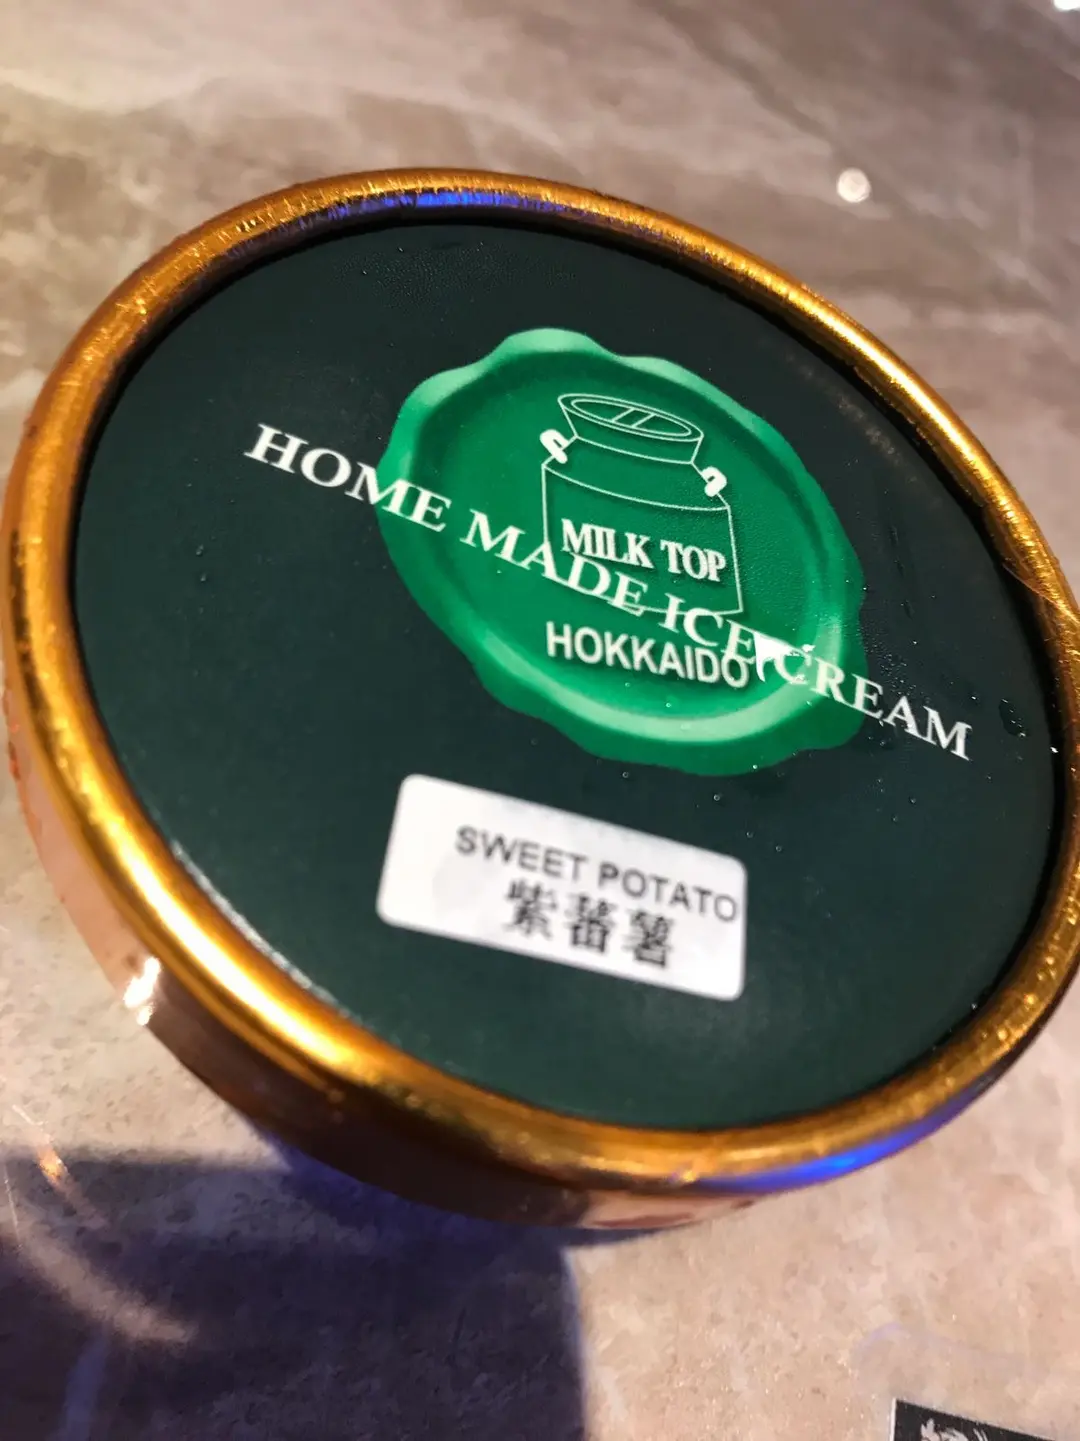 MILK TOP
HOME MADE ICE CREAM
HOKKAIDO
SWEET POTATO
紫蕃薯